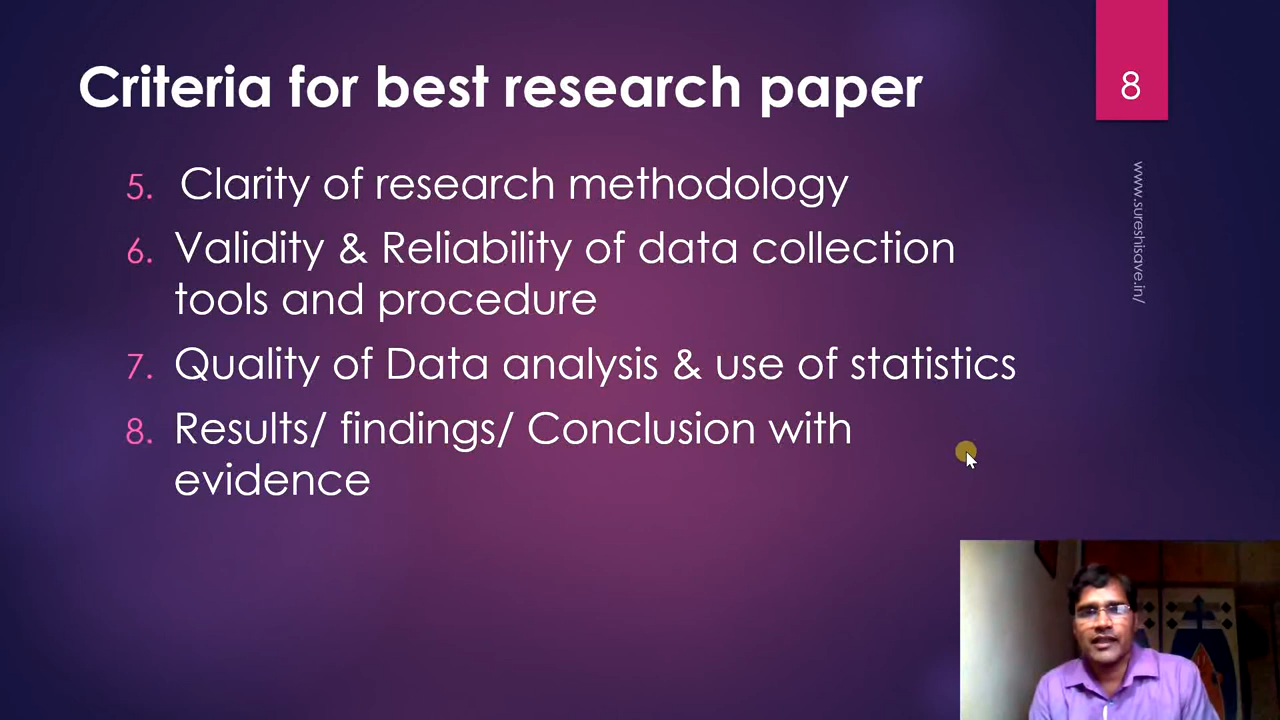 Criteria for best research paper
8
5. Clarity of research methodology
6. Validity & Reliability of data collection
tools and procedure
7. Quality of Data analysis & use of statistics
8. Results/ findings/ Conclusion with
evidence
www.sureshisave.in/